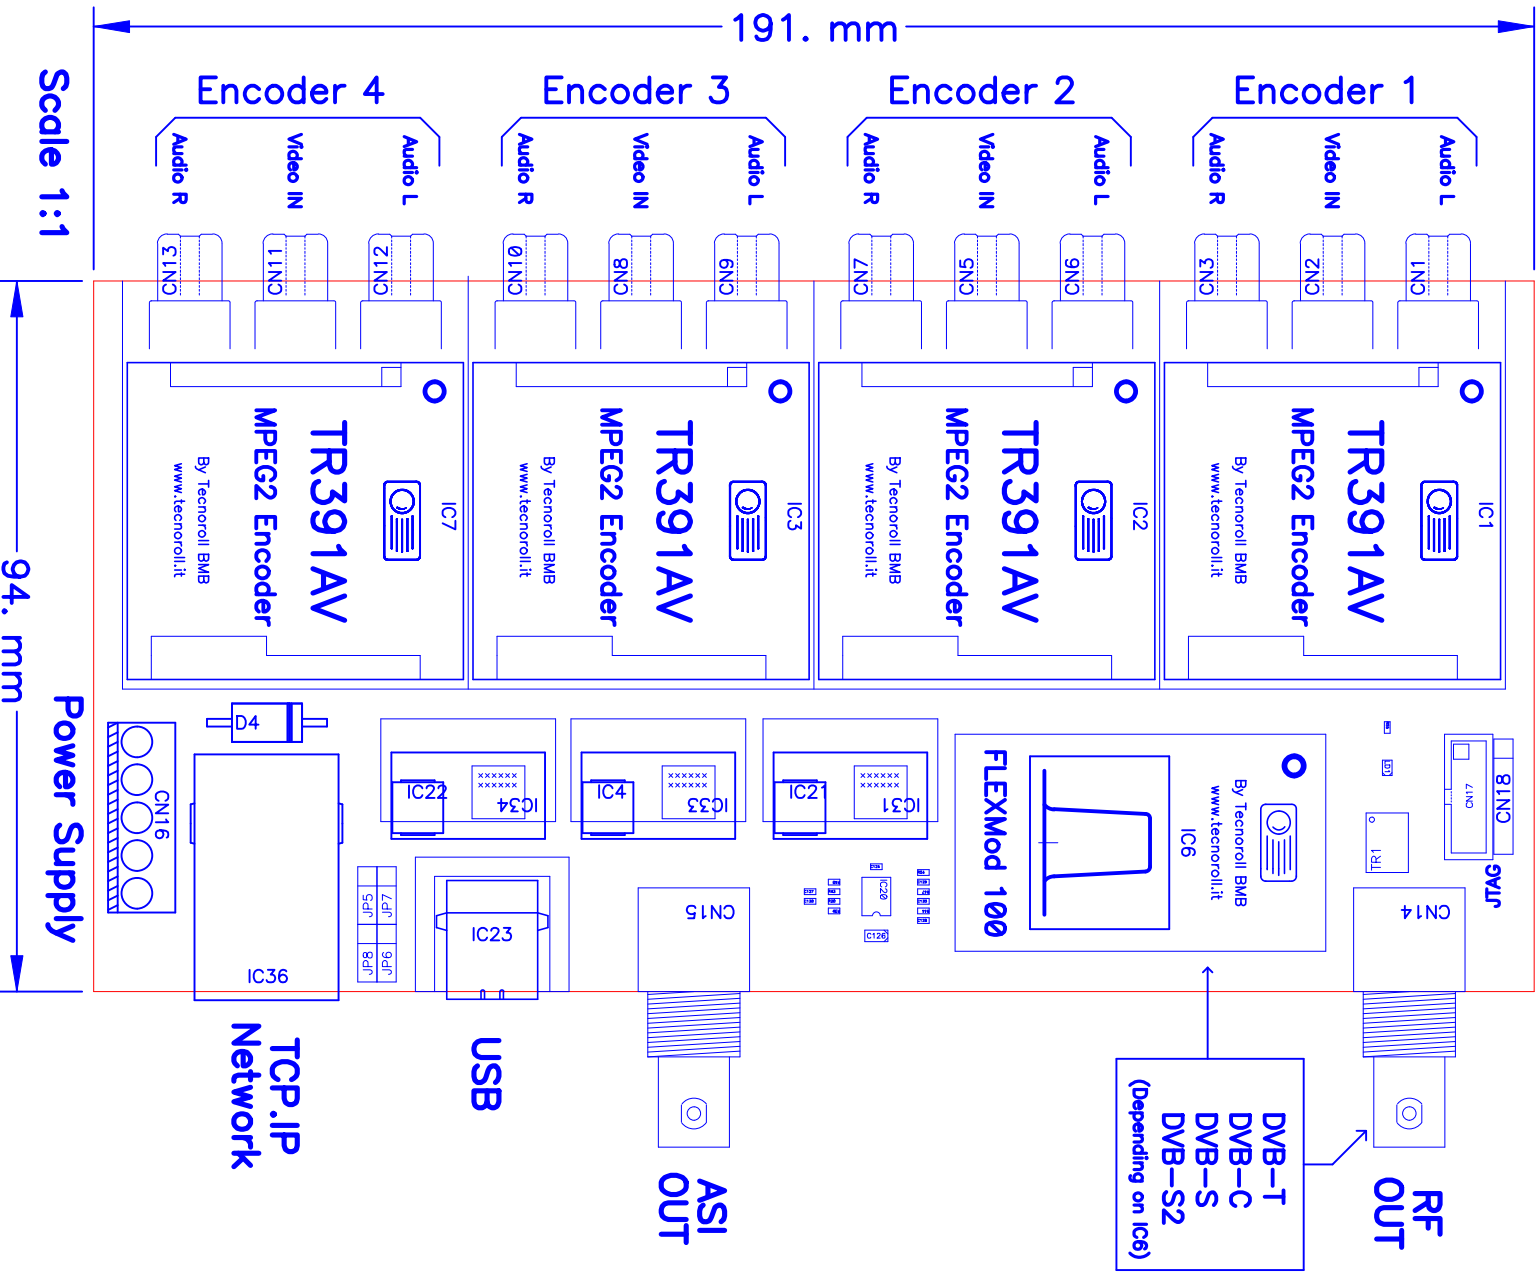 191. mm
Scale 1:1
Encoder 4
Encoder 3
Encoder 2
Encoder 1
Audio R
Video IN
Audio L
Audio R
Video IN
Audio L
Audio R
Video IN
Audio L
Audio R
Video IN
Audio L
CN13
CN11
CN12
CN10
CN8
CN9
CN7
CN5
CN6
CN3
CN2
CN1
IC7
TR391AV
MPEG2 Encoder
By Tecnoroll BMB
www.tecnoroll.it
IC3
TR391AV
MPEG2 Encoder
By Tecnoroll BMB
www.tecnoroll.it
IC2
TR391AV
MPEG2 Encoder
By Tecnoroll BMB
www.tecnoroll.it
IC1
TR391AV
MPEG2 Encoder
By Tecnoroll BMB
www.tecnoroll.it
94. mm
Power Supply
CN16
D4
IC36
IC22
IC34
IC4
IC33
IC21
IC31
JP5
JP7
JP8
JP6
IC23
CN15
IC20
C126
FLEXMod 100
IC6
By Tecnoroll BMB
www.tecnoroll.it
TR1
CN17
CN18
JTAG
CN14
TCP.IP
Network
USB
ASI
OUT
DVB-T
DVB-C
DVB-S
DVB-S2
(Depending on IC6)
RF
OUT